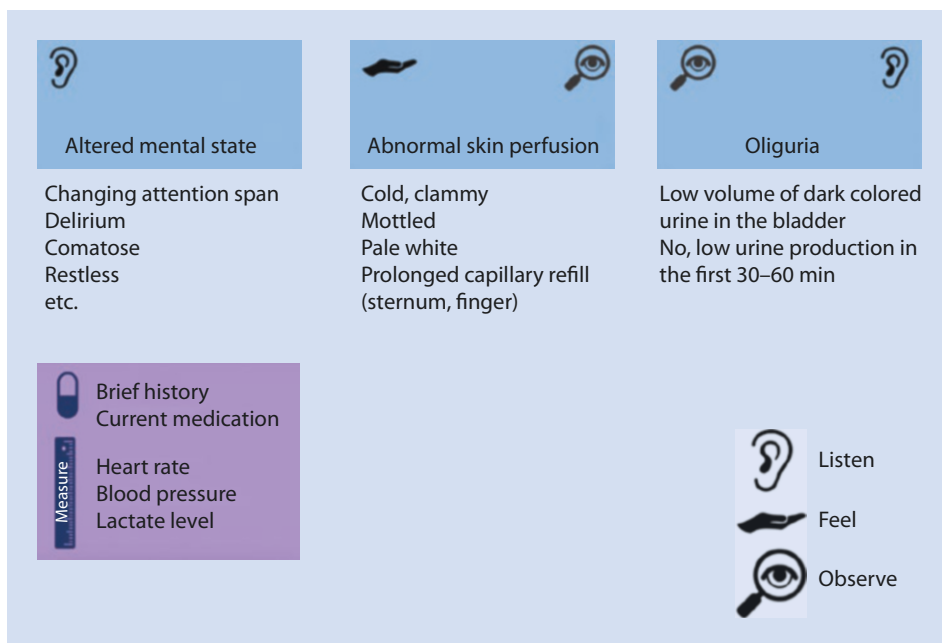 Altered mental state
Changing attention span
Delirium
Comatose
Restless
etc.
Abnormal skin perfusion
Cold, clammy
Mottled
Pale white
Prolonged capillary refill
(sternum, finger)
Oliguria
Low volume of dark colored
urine in the bladder
No, low urine production in
the first 30–60 min
Brief history
Current medication
Measure
Heart rate
Blood pressure
Lactate level
Listen
Feel
Observe